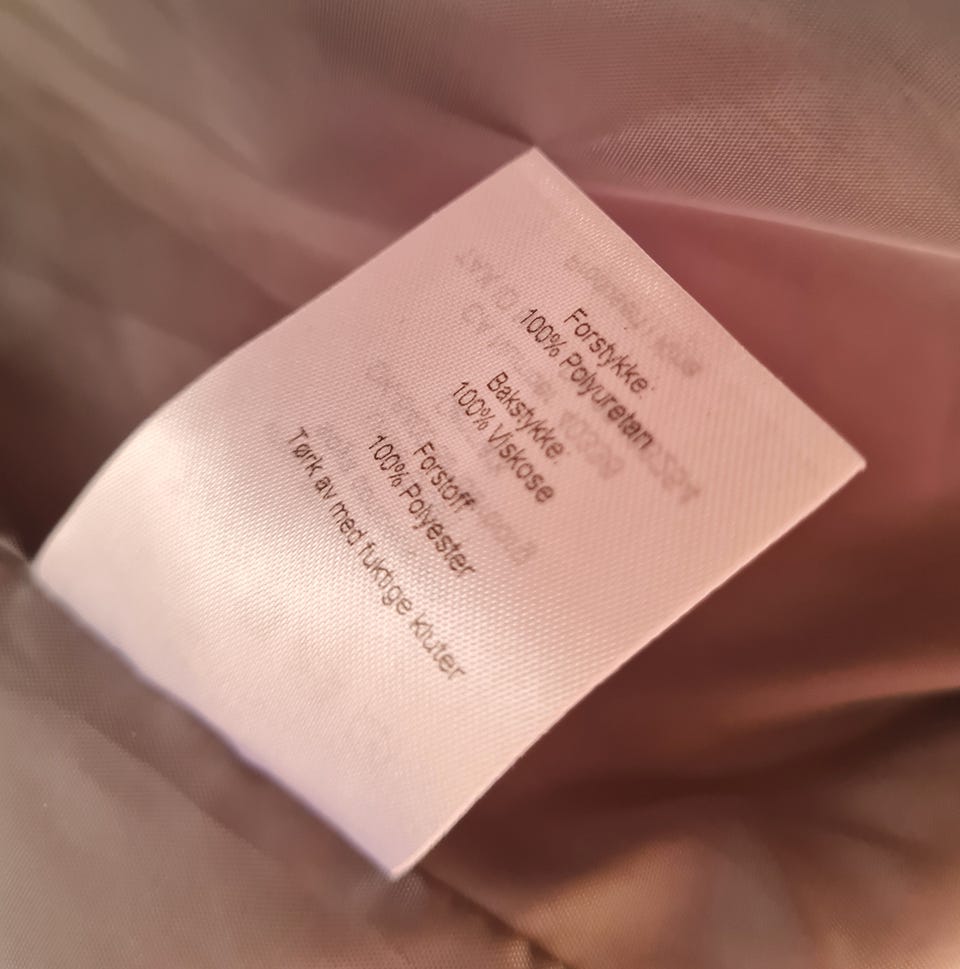 Forstykke:
100% Polyuretan
Bakstykke:
100% Viskose
Forstoff
100% Polyester
Tørk av med fuktige kluter